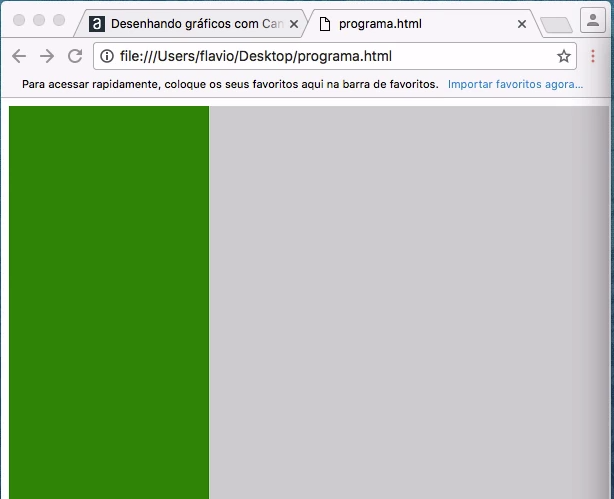 a Desenhando gráficos com Can
programa.html
file:///Users/flavio/Desktop/programa.html
Para acessar rapidamente, coloque os seus favoritos aqui na barra de favoritos. Importar favoritos agora...